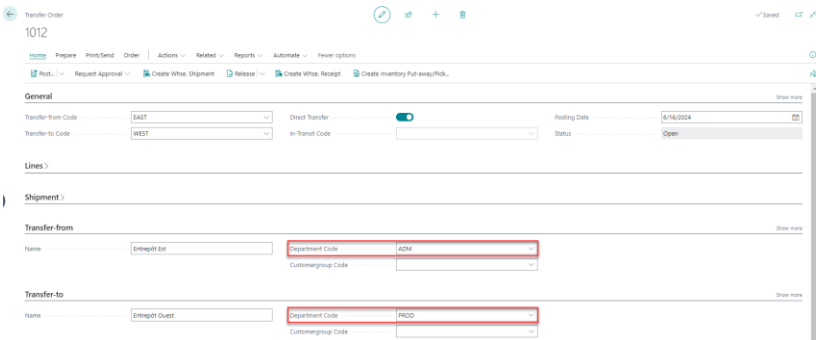 Transfer Order
Saved
1012
Home Prepare Print/Send Order Actions Related Reports Automate Fewer options
Post... Request Approval Create Whse. Shipment Release Create Whse. Receipt Create Inventory Put-away/Pick...
General Show more
Transfer-from Code EAST Direct Transfer Posting Date 6/16/2024
Transfer-to Code WEST In-Transit Code Status Open
Lines
Shipment
Transfer-from Show more
Name Entrepôt Est Department Code ADM
Customergroup Code
Transfer-to Show more
Name Entrepôt Ouest Department Code PROD
Customergroup Code